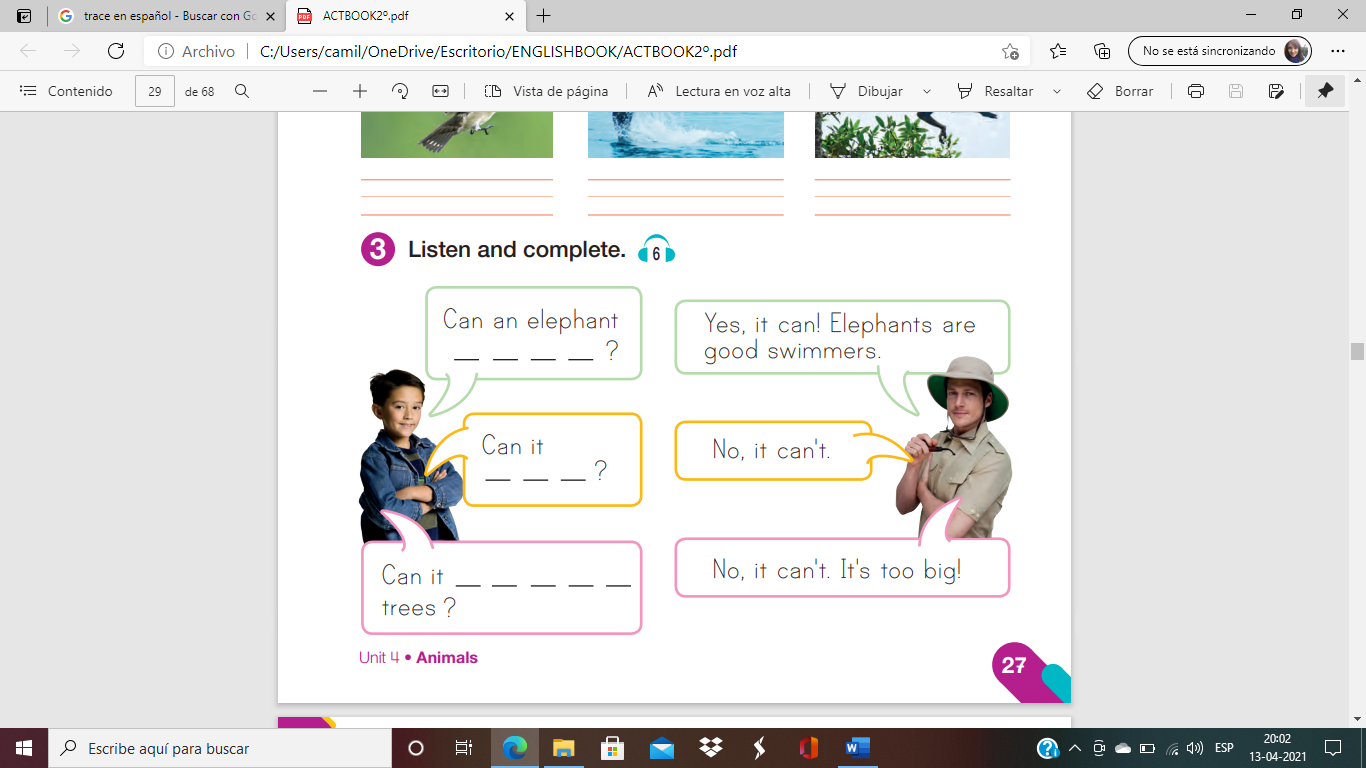 trace en español - Buscar con Go
ACTBOOK2º.pdf
Archivo
C:/Users/camil/OneDrive/Escritorio/ENGLISHBOOK/ACTBOOK2º.pdf
No se está sincronizando
Contenido
29
de 68
Vista de página
Lectura en voz alta
Dibujar
Resaltar
Borrar
3 Listen and complete. 6
Can an elephant
__ __ __ __ ?
Yes, it can! Elephants are
good swimmers.
Can it
__ __ __ ?
No, it can't.
Can it __ __ __ __ __
trees ?
No, it can't. It's too big!
Unit 4 • Animals
27
Escribe aquí para buscar
ESP
20:02
13-04-2021